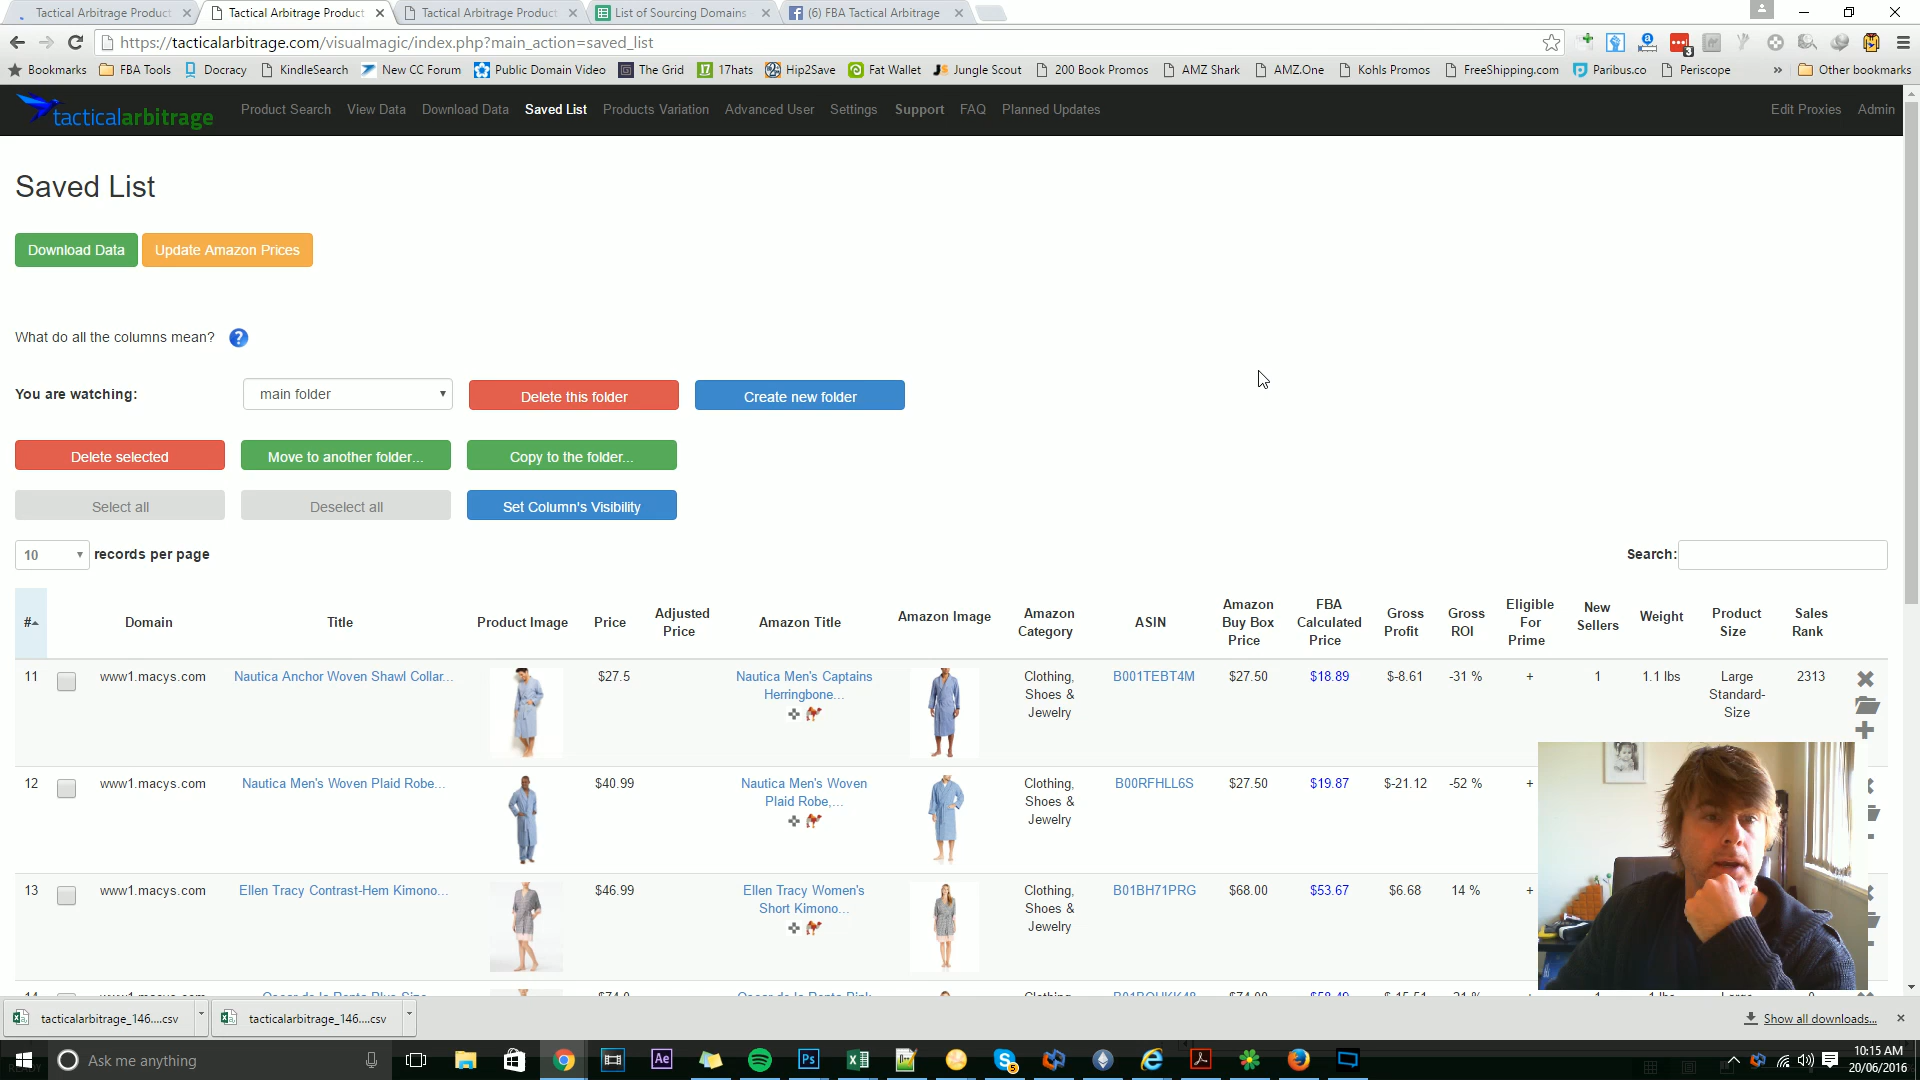 Tactical Arbitrage Product
Tactical Arbitrage Product
Tactical Arbitrage Product
List of Sourcing Domains
(6) FBA Tactical Arbitrage
https://tacticalarbitrage.com/visualmagic/index.php?main_action=saved_list
3
Bookmarks
FBA Tools
Docracy
KindleSearch
New CC Forum
Public Domain Video
The Grid
17hats
Hip2Save
Fat Wallet
Jungle Scout
200 Book Promos
AMZ Shark
AMZ.One
Kohls Promos
FreeShipping.com
Paribus.co
Periscope
»
Other bookmarks
tacticalarbitrage
Product Search
View Data
Download Data
Saved List
Products Variation
Advanced User
Settings
Support
FAQ
Planned Updates
Edit Proxies
Admin
Saved List
Download Data
Update Amazon Prices
What do all the columns mean? ?
You are watching:
main folder
Delete this folder
Create new folder
Delete selected
Move to another folder...
Copy to the folder...
Select all
Deselect all
Set Column's Visibility
10 records per page
Search:
#
Domain
Title
Product Image
Price
Adjusted
Price
Amazon Title
Amazon Image
Amazon
Category
ASIN
Amazon
Buy Box
Price
FBA
Calculated
Price
Gross
Profit
Gross
ROI
Eligible
For
Prime
New
Sellers
Weight
Product
Size
Sales
Rank
11
www1.macys.com
Nautica Anchor Woven Shawl Collar...
$27.5
Nautica Men's Captains
Herringbone...
Clothing,
Shoes &
Jewelry
B001TEBT4M
$27.50
$18.89
$-8.61
-31 %
+
1
1.1 lbs
Large
Standard-
Size
2313
12
www1.macys.com
Nautica Men's Woven Plaid Robe...
$40.99
Nautica Men's Woven
Plaid Robe,...
Clothing,
Shoes &
Jewelry
B00RFHLL6S
$27.50
$19.87
$-21.12
-52 %
+
13
www1.macys.com
Ellen Tracy Contrast-Hem Kimono...
$46.99
Ellen Tracy Women's
Short Kimono...
Clothing,
Shoes &
Jewelry
B01BH71PRG
$68.00
$53.67
$6.68
14 %
+
tacticalarbitrage_146....csv
tacticalarbitrage_146....csv
Show all downloads...
Ask me anything
Ae
Ps
5
10:15 AM
20/06/2016